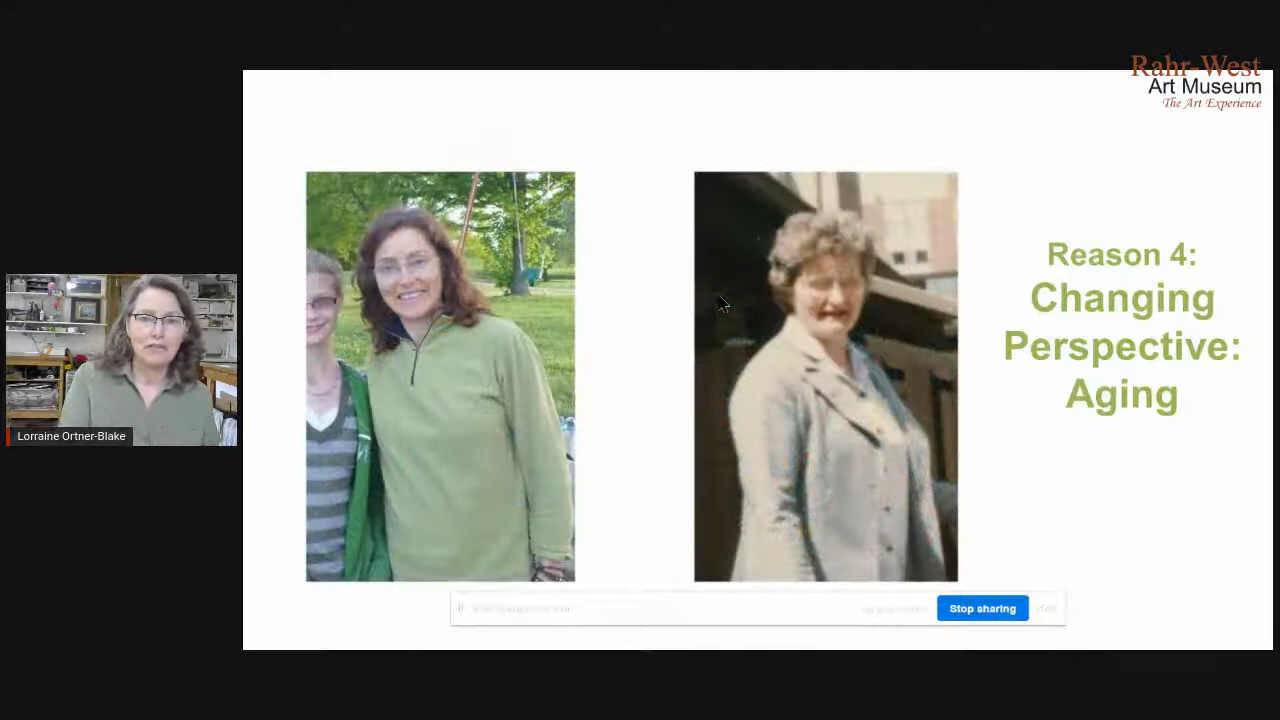 Rahr-West
Art Museum
The Art Experience
Reason 4:
Changing
Perspective:
Aging
Lorraine Ortner-Blake
Stop sharing